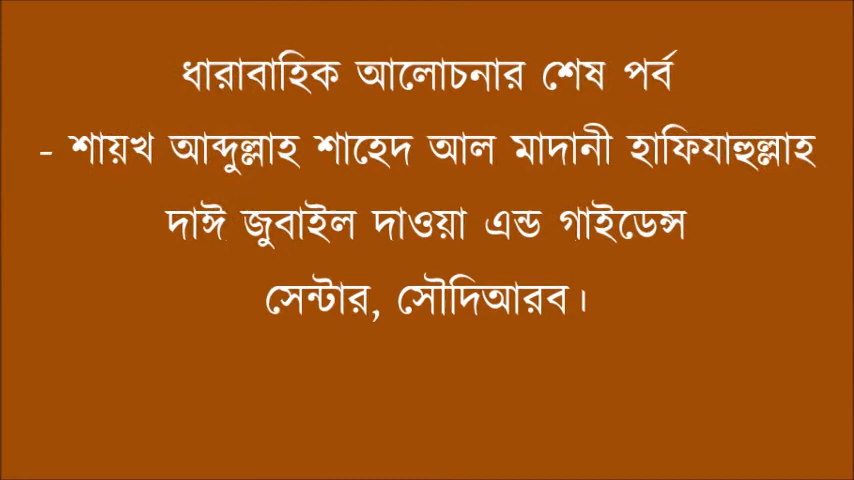 ধারাবাহিক আলোচনার শেষ পর্ব
- শায়খ আব্দুল্লাহ শাহেদ আল মাদানী হাফিযাহুল্লাহ
দাঈ জুবাইল দাওয়া এন্ড গাইডেন্স
সেন্টার, সৌদিআরব।